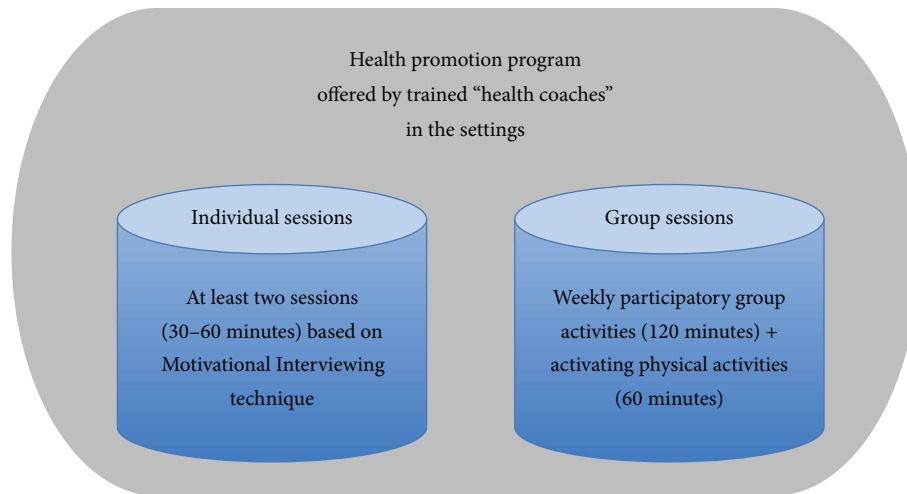 Health promotion program
offered by trained “health coaches”
in the settings
Individual sessions
At least two sessions
(30–60 minutes) based on
Motivational Interviewing
technique
Group sessions
Weekly participatory group
activities (120 minutes) +
activating physical activities
(60 minutes)